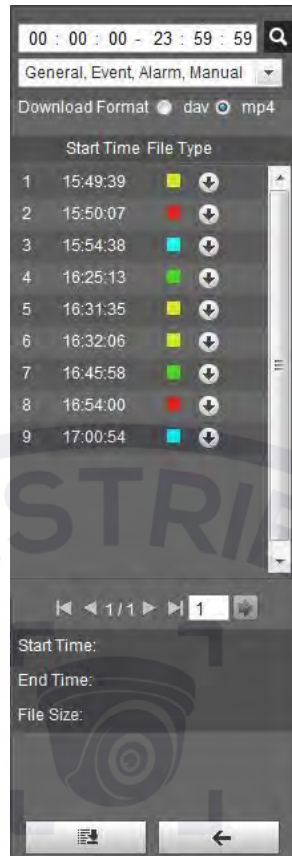 00 : 00 : 00 - 23 : 59 : 59
General, Event, Alarm, Manual
Download Format dav mp4
Start Time File Type
1 15:49:39
2 15:50:07
3 15:54:38
4 16:25:13
5 16:31:35
6 16:32:06
7 16:45:58
8 16:54:00
9 17:00:54
1/1 1
Start Time:
End Time:
File Size: